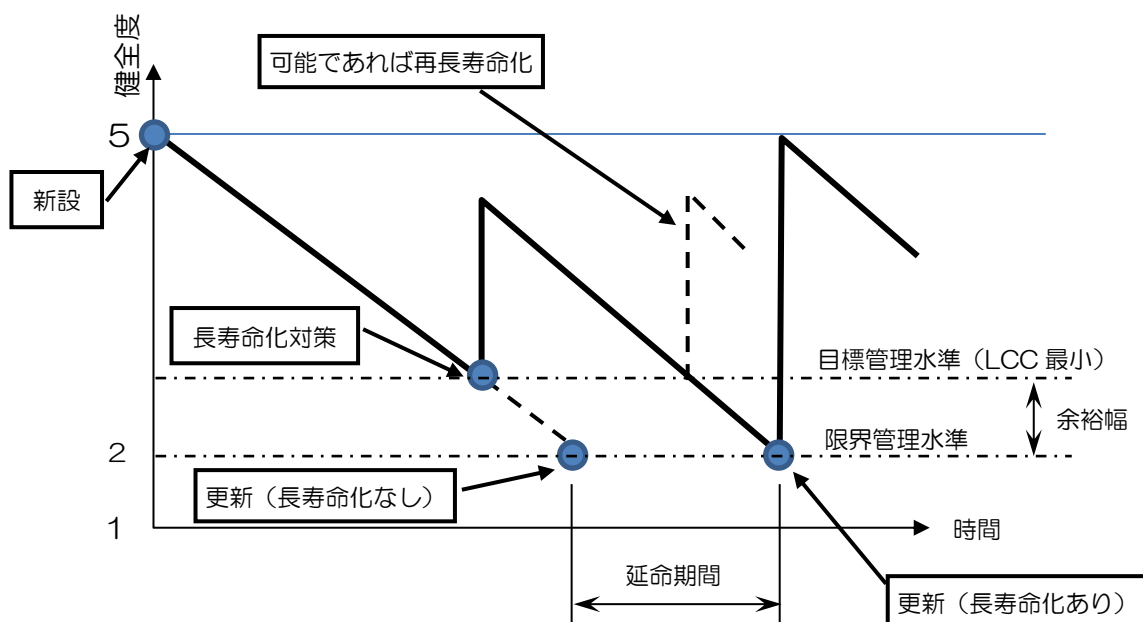 健全度
可能であれば再長寿命化
5
新設
長寿命化対策
目標管理水準（LCC 最小）
余裕幅
限界管理水準
2
更新（長寿命化なし）
1
時間
延命期間
更新（長寿命化あり）